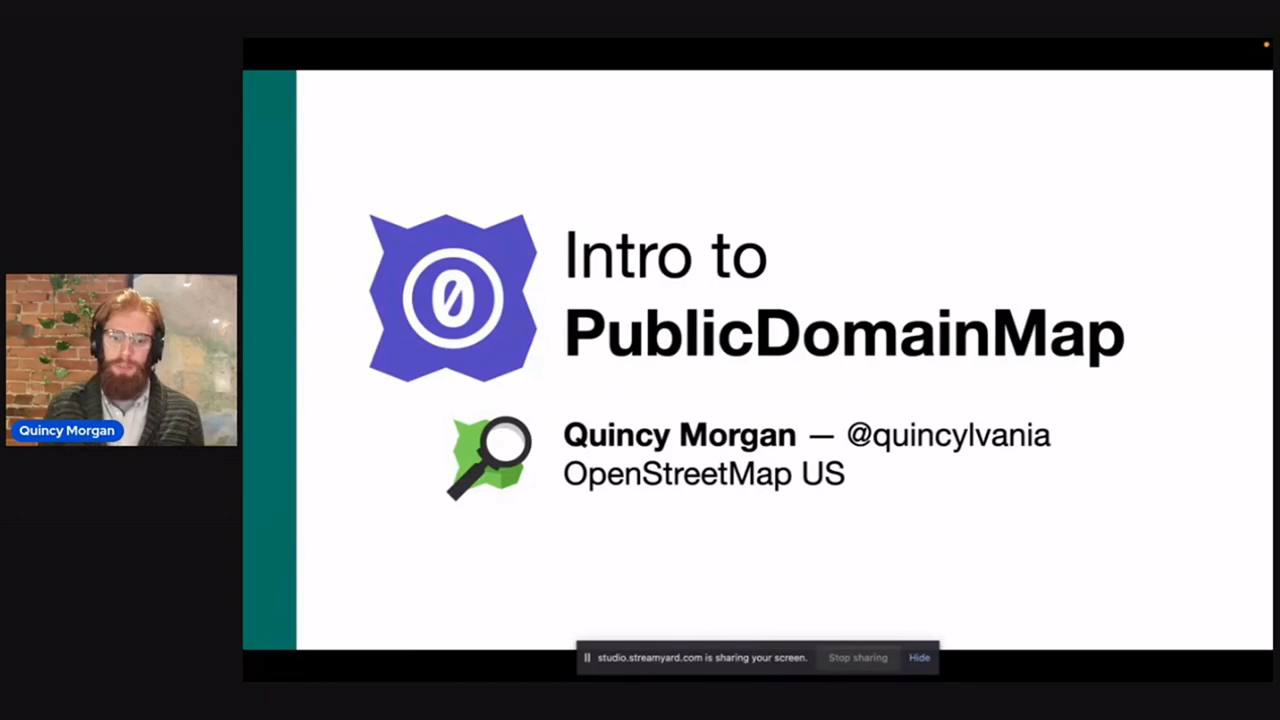 Intro to
PublicDomainMap
Quincy Morgan — @quincylvania
OpenStreetMap US
Quincy Morgan
studio.streamyard.com is sharing your screen. Stop sharing Hide
0